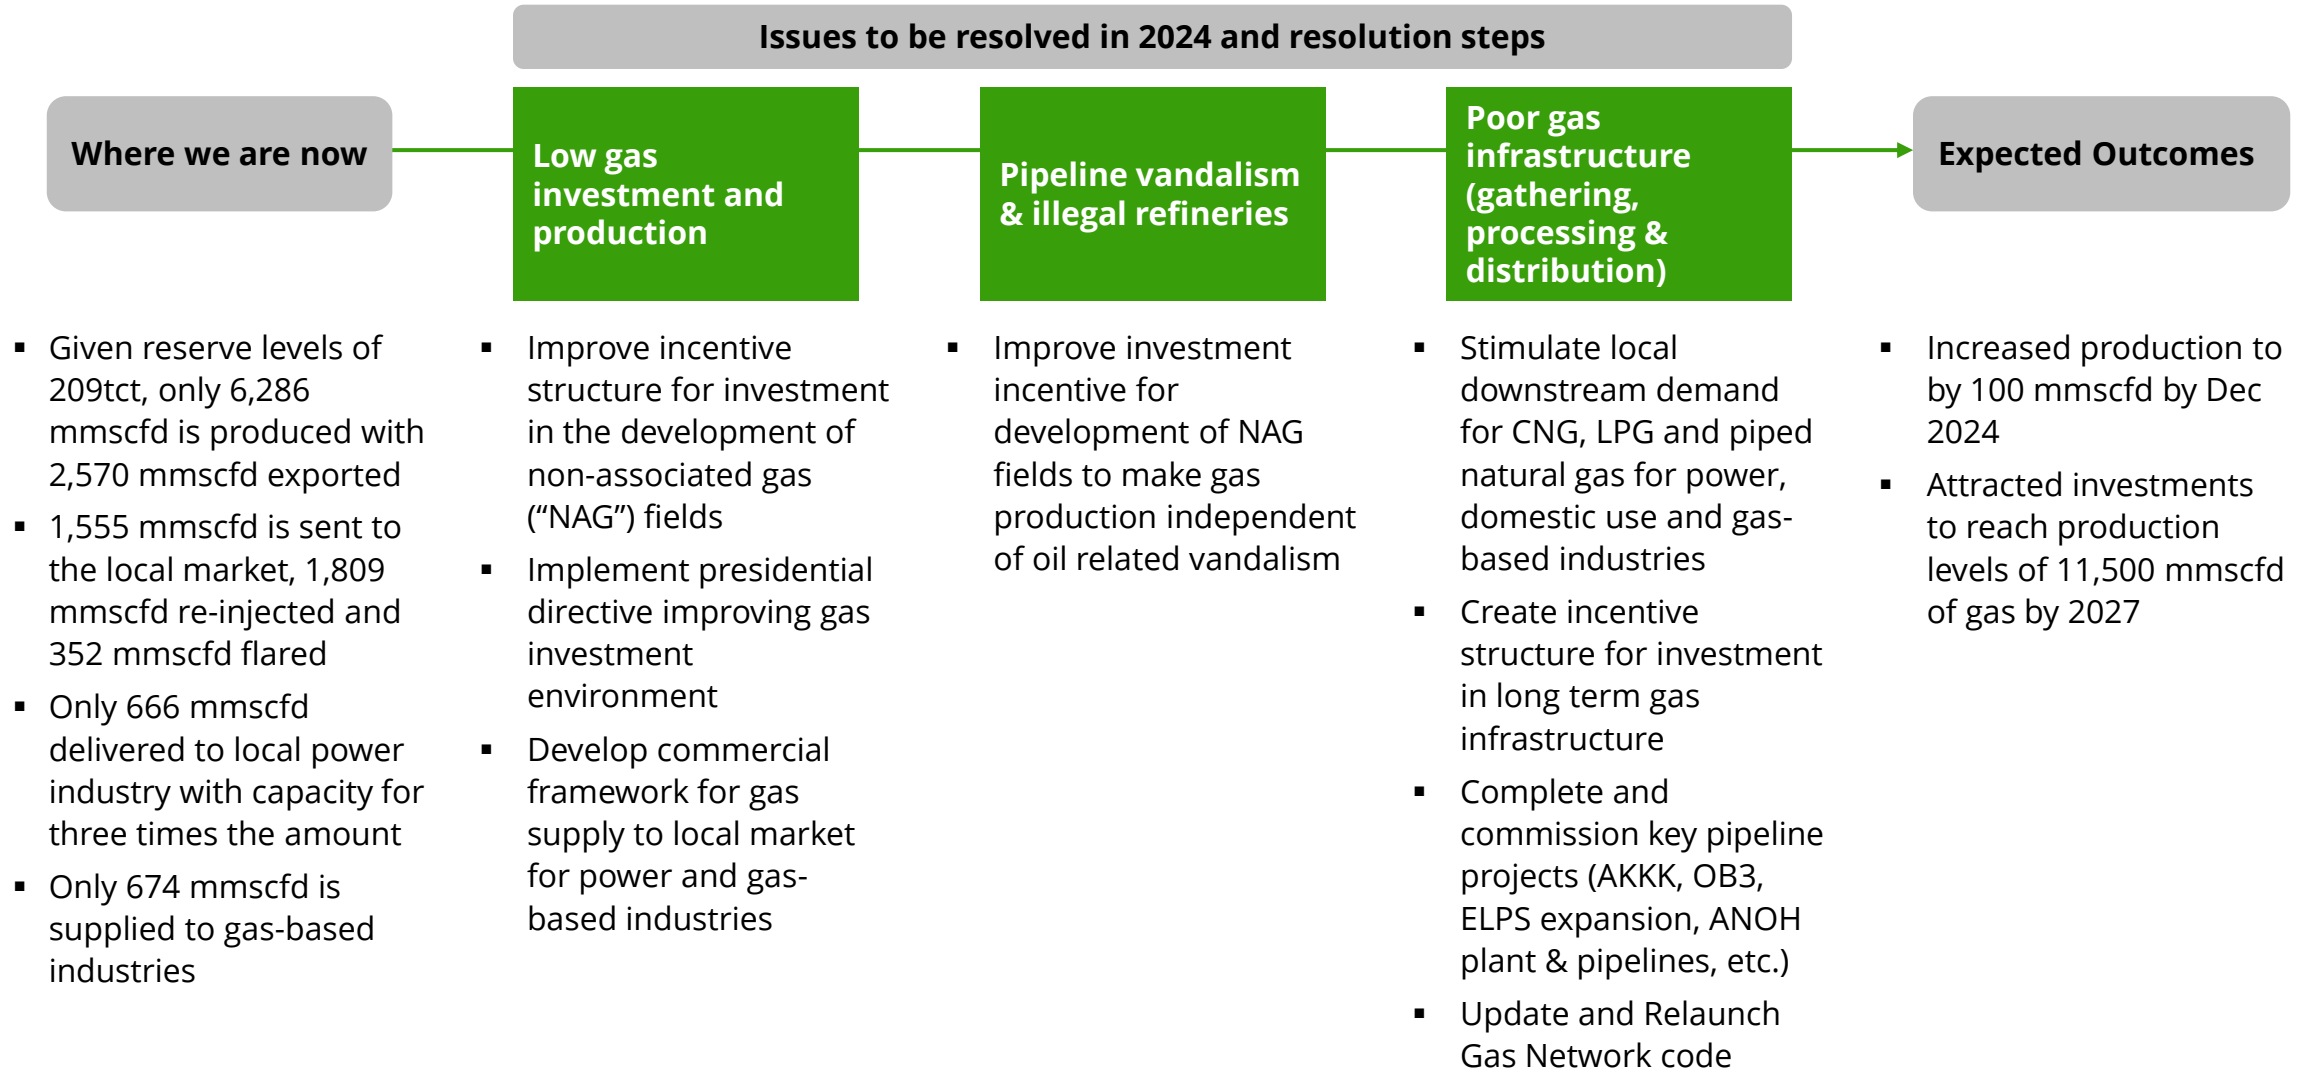 Issues to be resolved in 2024 and resolution steps
Where we are now
Low gas
investment and
production
Pipeline vandalism
& illegal refineries
Poor gas
infrastructure
(gathering,
processing &
distribution)
Expected Outcomes
▪ Given reserve levels of
209tct, only 6,286
mmscfd is produced with
2,570 mmscfd exported
▪ 1,555 mmscfd is sent to
the local market, 1,809
mmscfd re-injected and
352 mmscfd flared
▪ Only 666 mmscfd
delivered to local power
industry with capacity for
three times the amount
▪ Only 674 mmscfd is
supplied to gas-based
industries
▪ Improve incentive
structure for investment
in the development of
non-associated gas
(“NAG”) fields
▪ Implement presidential
directive improving gas
investment
environment
▪ Develop commercial
framework for gas
supply to local market
for power and gas-
based industries
▪ Improve investment
incentive for
development of NAG
fields to make gas
production independent
of oil related vandalism
▪ Stimulate local
downstream demand
for CNG, LPG and piped
natural gas for power,
domestic use and gas-
based industries
▪ Create incentive
structure for investment
in long term gas
infrastructure
▪ Complete and
commission key pipeline
projects (AKKK, OB3,
ELPS expansion, ANOH
plant & pipelines, etc.)
▪ Update and Relaunch
Gas Network code
▪ Increased production to
by 100 mmscfd by Dec
2024
▪ Attracted investments
to reach production
levels of 11,500 mmscfd
of gas by 2027